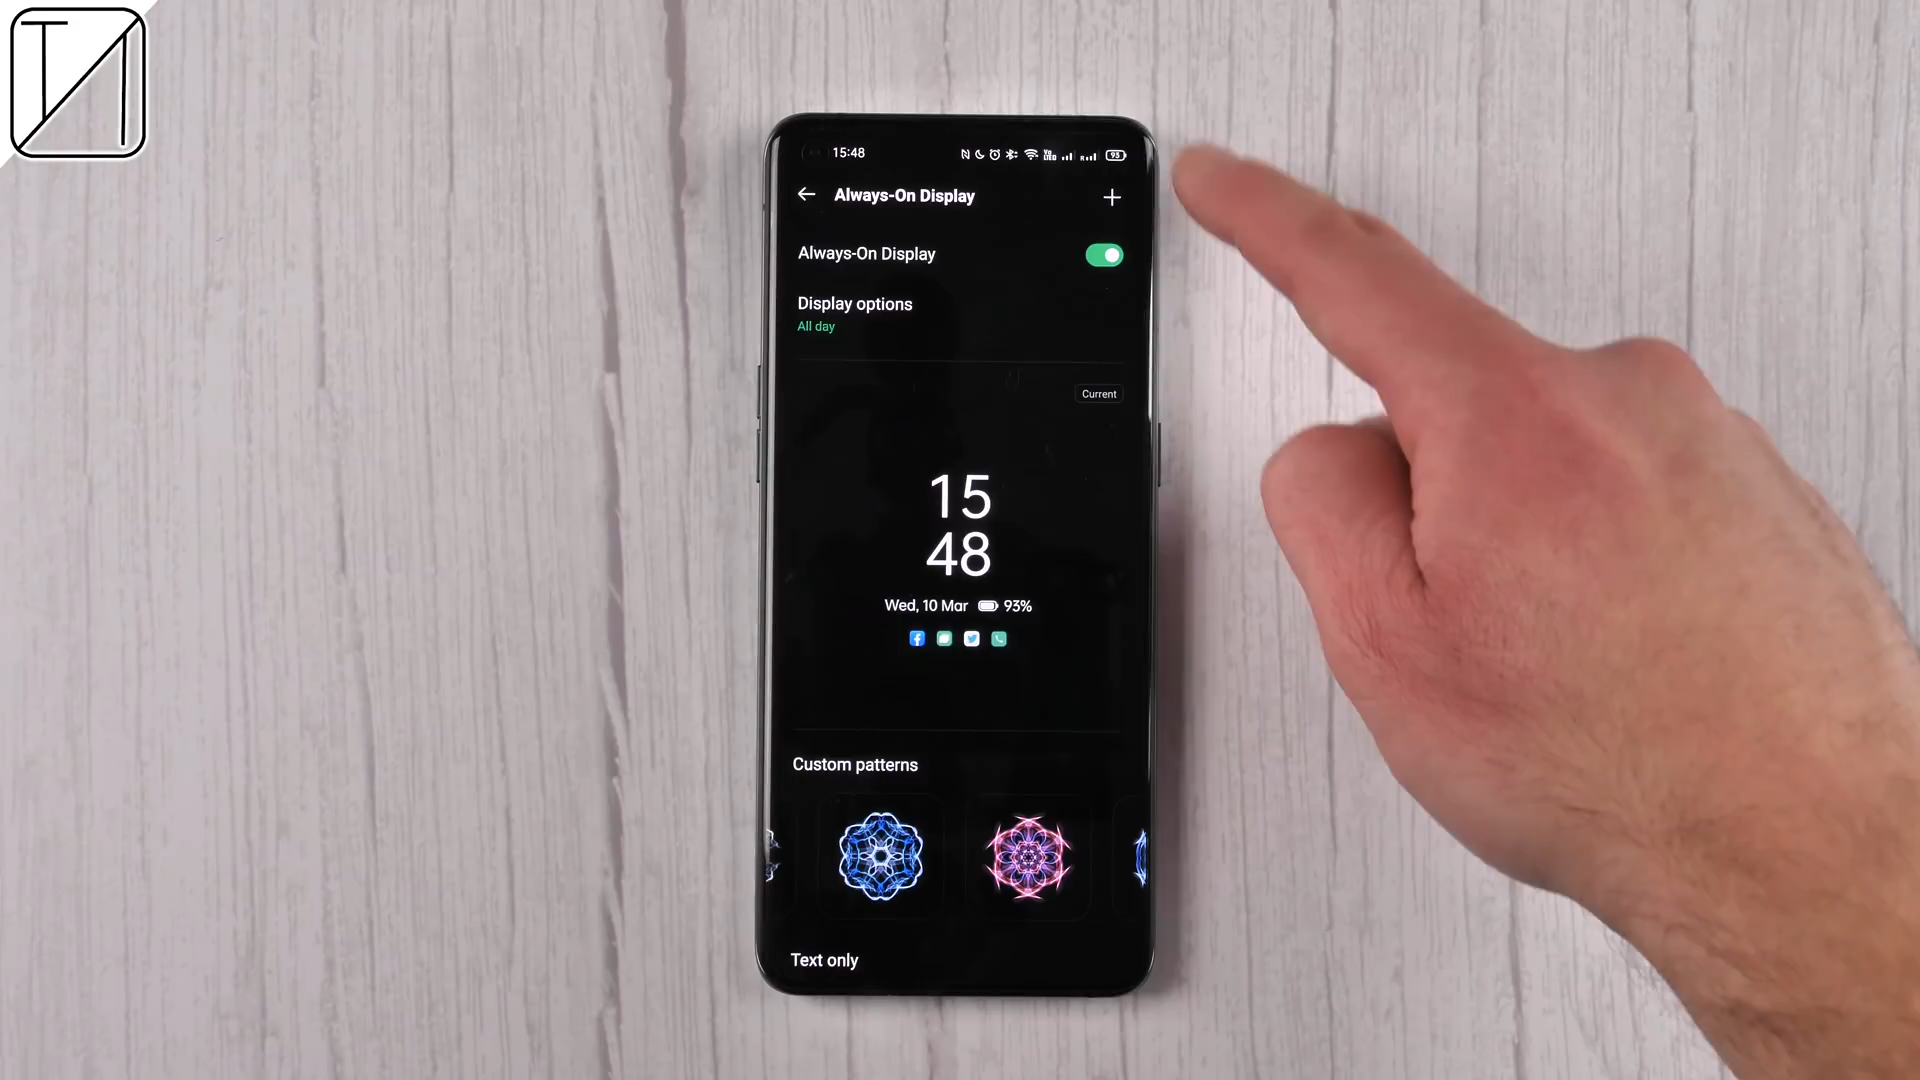 15:48
93
Always-On Display
Always-On Display
Display options
All day
Current
15
48
Wed, 10 Mar 93%
Custom patterns
Text only